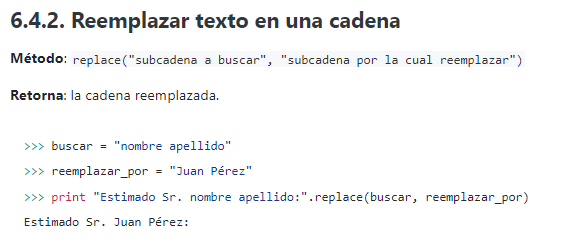 6.4.2. Reemplazar texto en una cadena
Método: replace("subcadena a buscar", "subcadena por la cual reemplazar")
Retorna: la cadena reemplazada.
>>> buscar = "nombre apellido"
>>> reemplazar_por = "Juan Pérez"
>>> print "Estimado Sr. nombre apellido:".replace(buscar, reemplazar_por)
Estimado Sr. Juan Pérez: